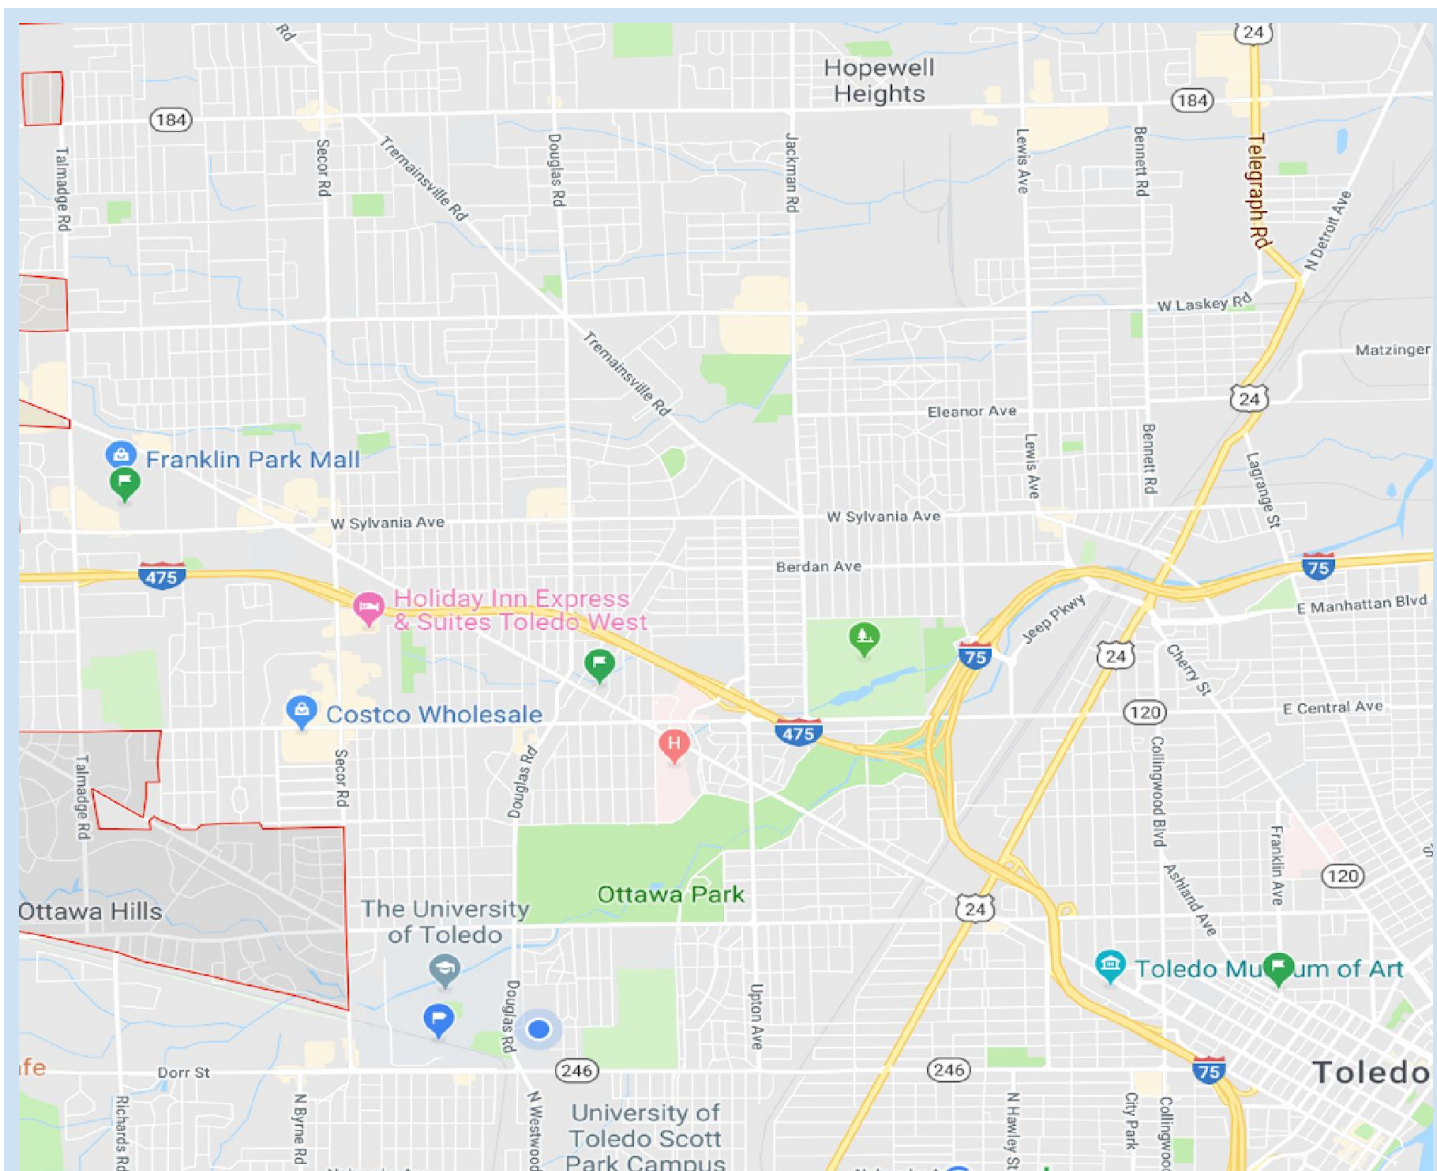 Rd
24
Hopewell
Heights
184
184
Talmadge Rd
Secor Rd
Tremainsville Rd
Douglas Rd
Jackman Rd
Lewis Ave
Bennett Rd
Telegraph Rd
N Detroit Ave
W Laskey Rd
Tremainsville Rd
Matzinger
24
Eleanor Ave
Lewis Ave
Bennett Rd
Lagrange St
Franklin Park Mall
W Sylvania Ave
W Sylvania Ave
475
Berdan Ave
75
Holiday Inn Express
& Suites Toledo West
E Manhattan Blvd
Jeep Pkwy
75
24
Cherry St
Costco Wholesale
475
120
E Central Ave
H
Talmadge Rd
Secor Rd
Douglas Rd
Collingwood Blvd
Franklin Ave
120
Ashland Ave
Ottawa Park
Ottawa Hills
The University
of Toledo
24
Toledo Mu um of Art
Douglas Rd
Upton Ave
fe
Dorr St
246
246
75
Toledo
Richards Rd
N Byrne Rd
N Westwood
University of
Toledo Scott
Park Campus
N Hawley St
City Park
Collingwoo